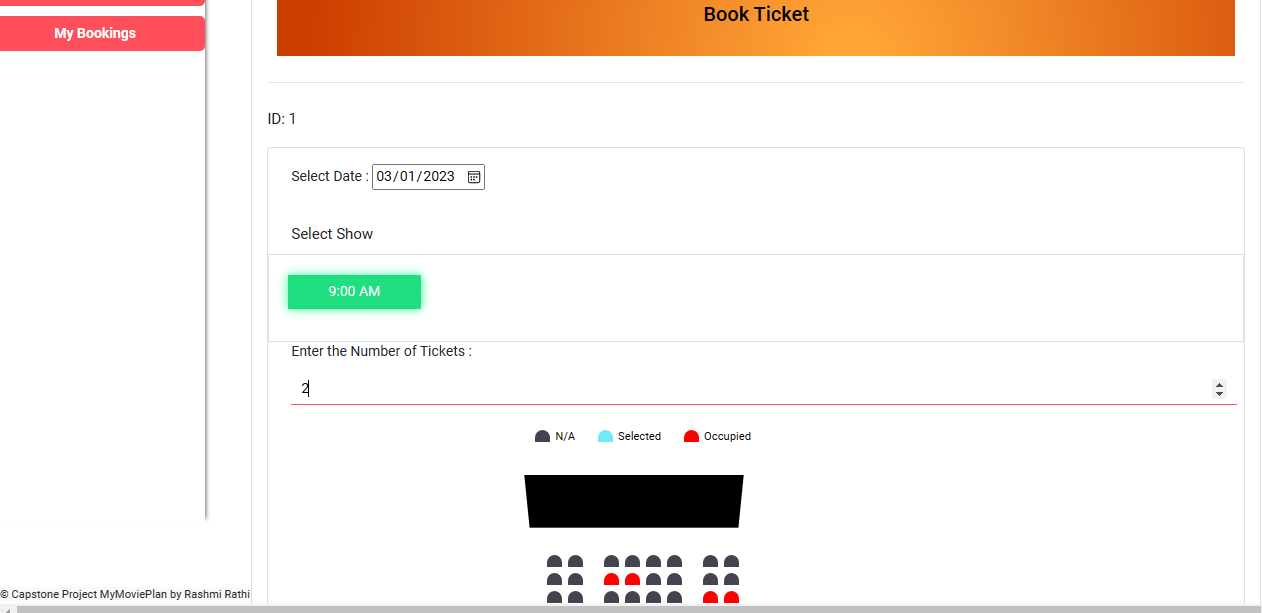 My Bookings
Book Ticket
ID: 1
Select Date : 03/01/2023
Select Show
9:00 AM
Enter the Number of Tickets :
2
N/A Selected Occupied
© Capstone Project MyMoviePlan by Rashmi Rathi